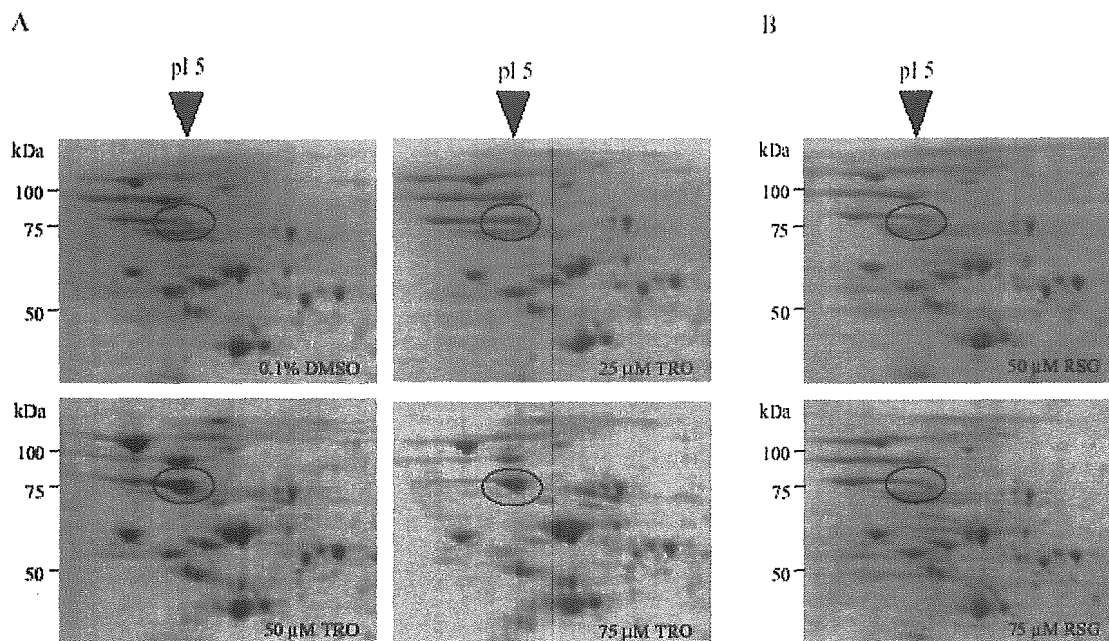 A
B
pI 5
pI 5
pI 5
kDa
100
75
50
0.1% DMSO
25 µM TRO
kDa
100
75
50
50 µM RSG
kDa
100
75
50
50 µM TRO
75 µM TRO
kDa
100
75
50
75 µM RSG